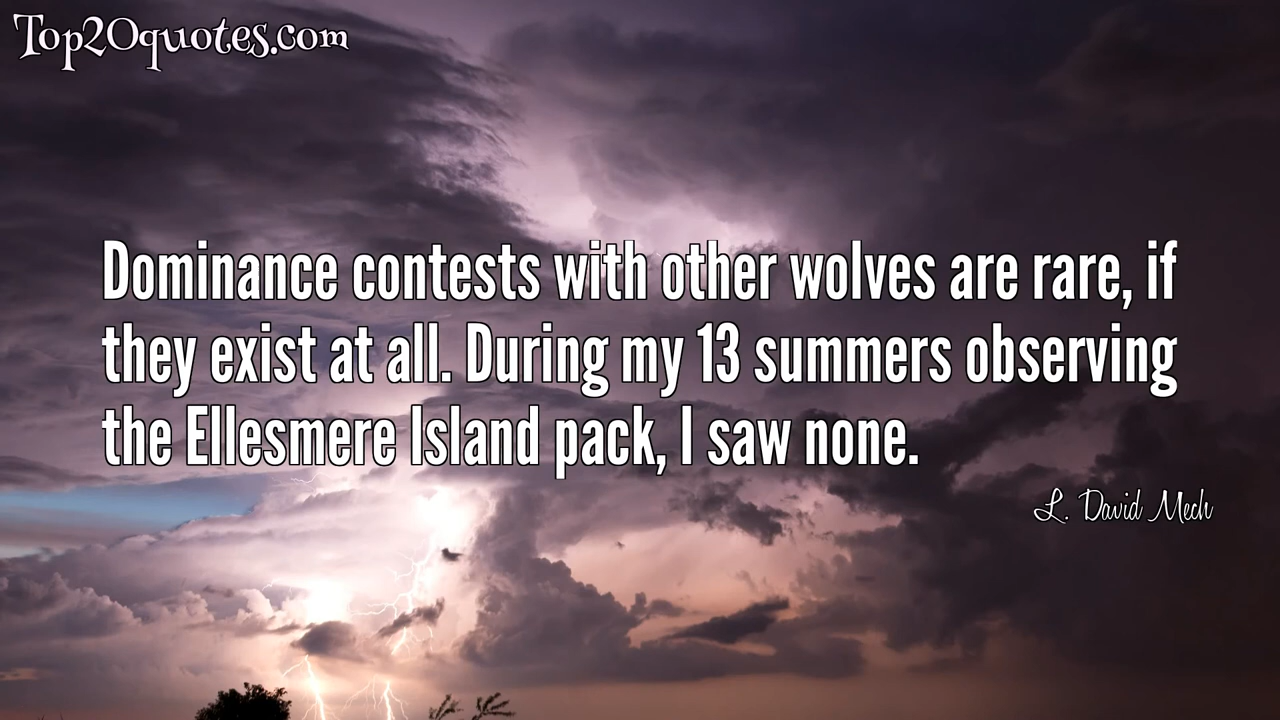 Top20quotes.com
Dominance contests with other wolves are rare, if
they exist at all. During my 13 summers observing
the Ellesmere Island pack, I saw none.
L. David Mech